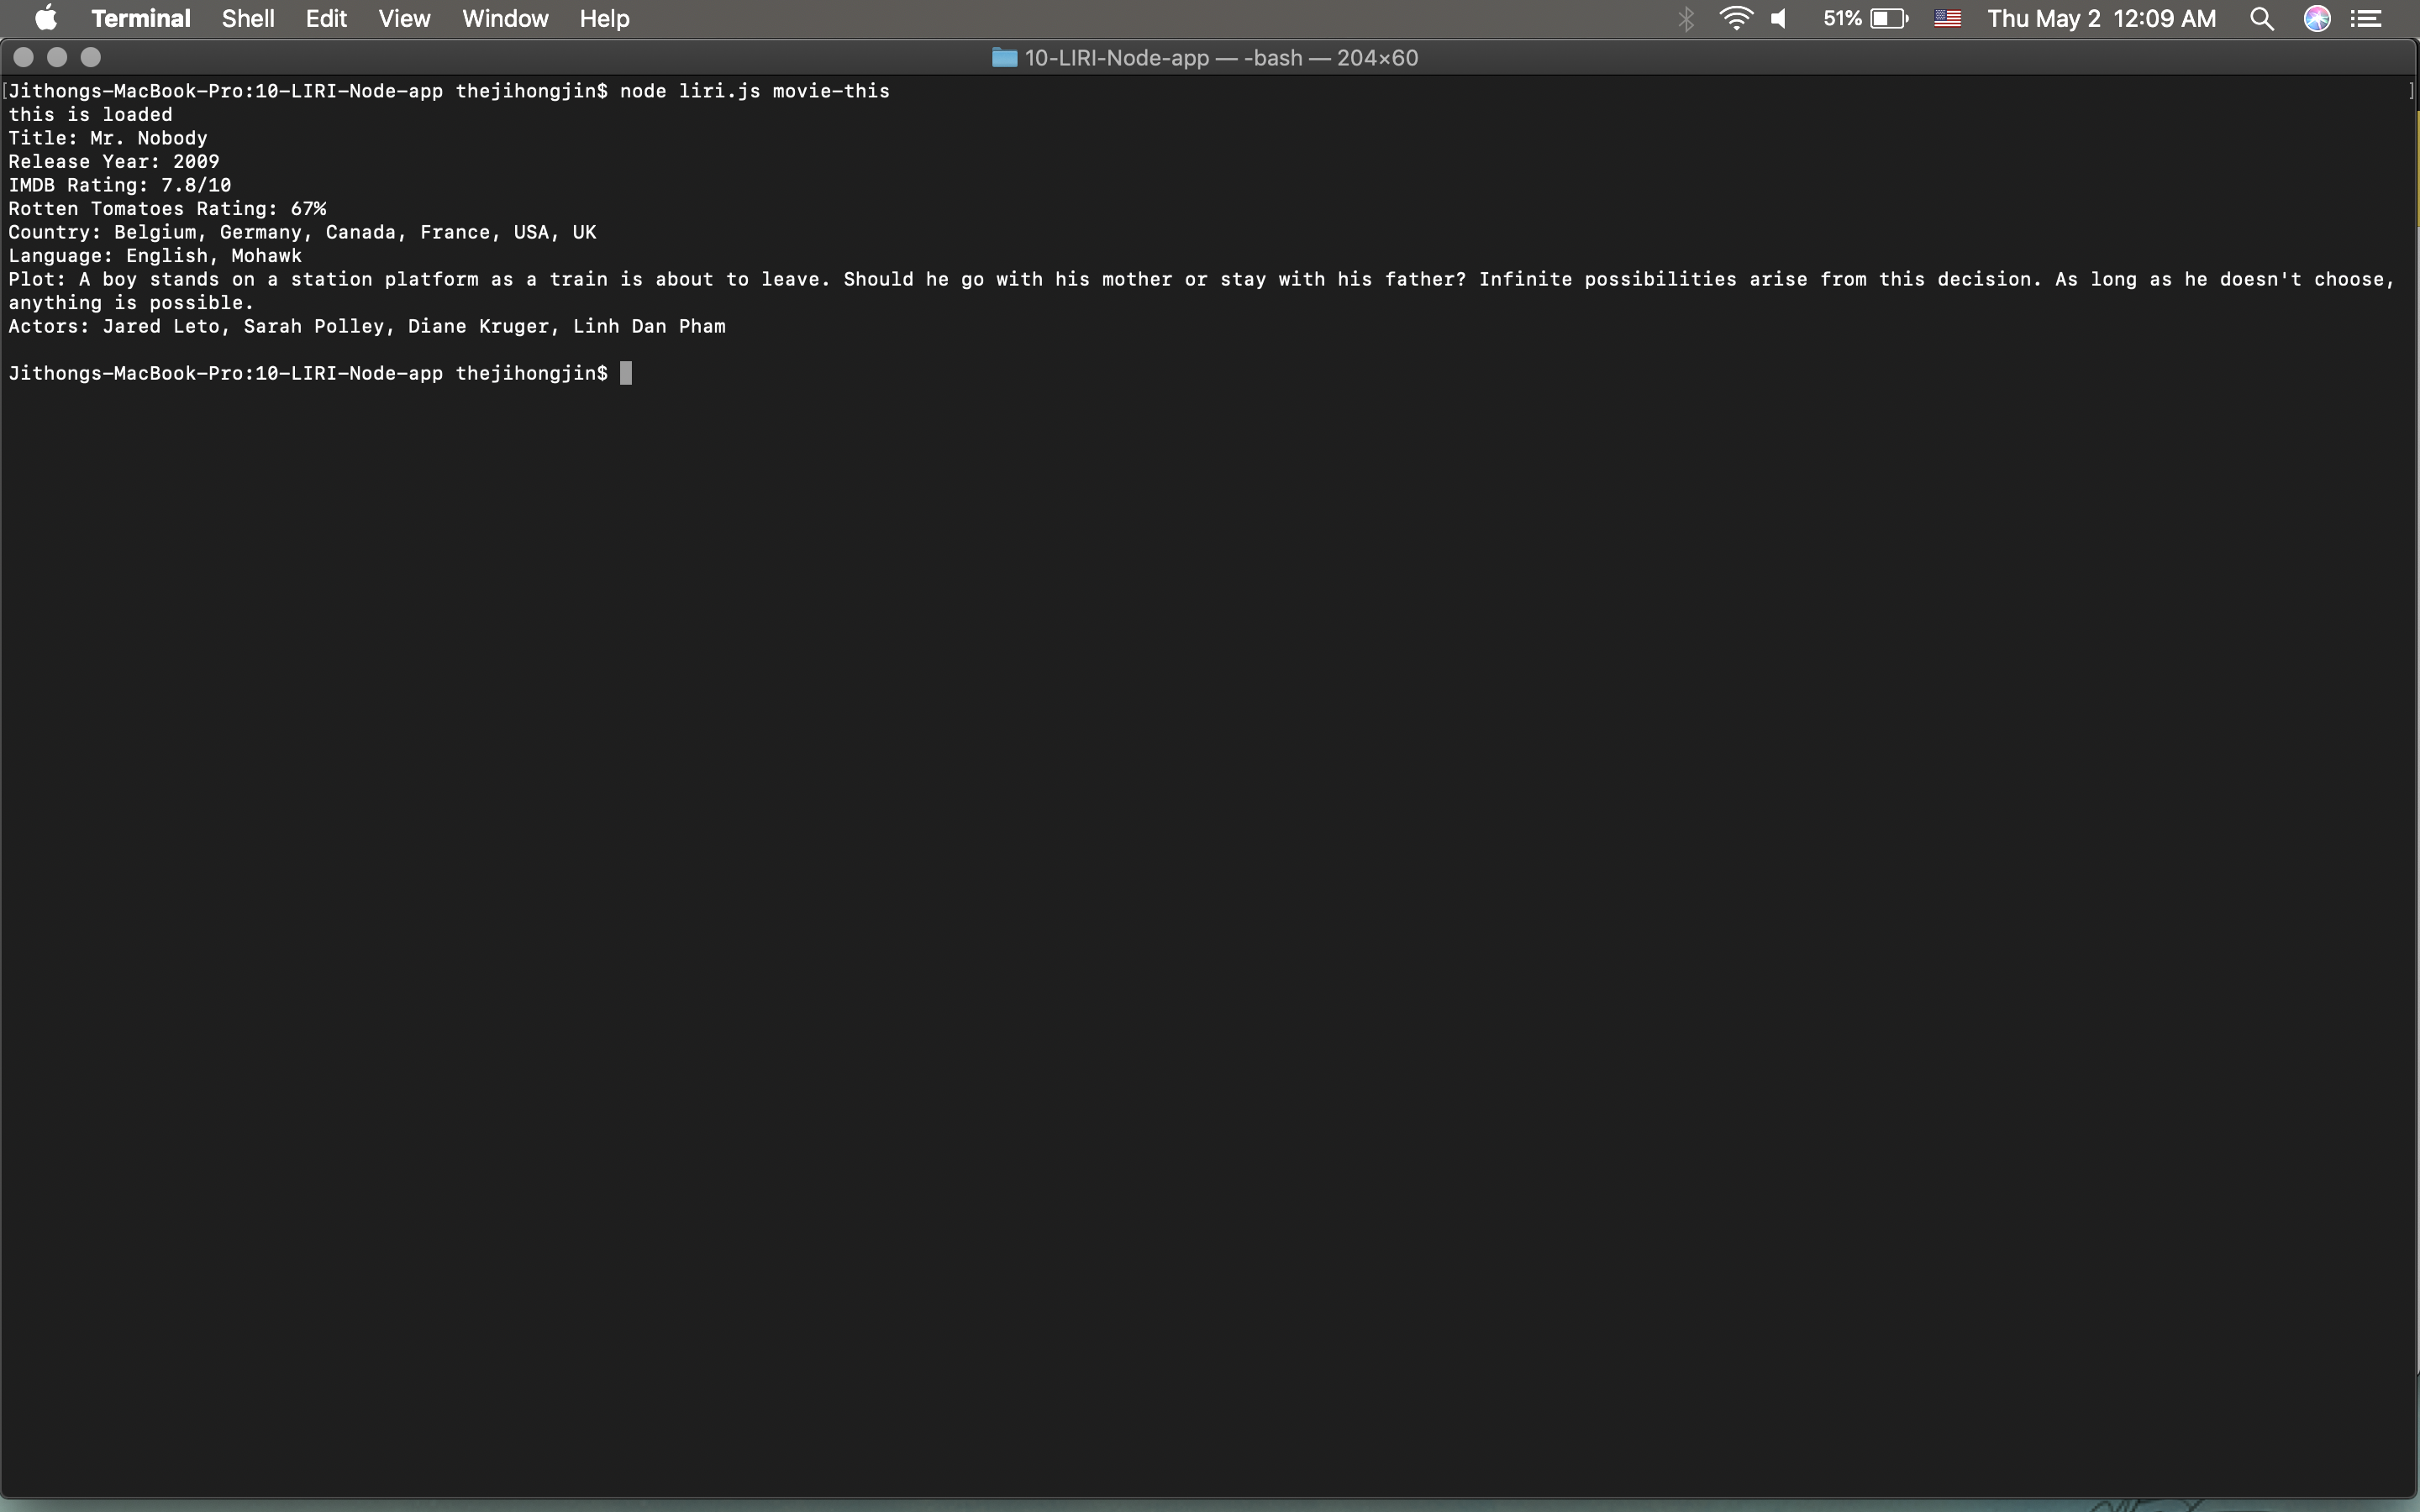 Terminal Shell Edit View Window Help 51% Thu May 2 12:09 AM
10-LIRI-Node-app — -bash — 204×60
[Jithongs-MacBook-Pro:10-LIRI-Node-app thejihongjin$ node liri.js movie-this ]
this is loaded
Title: Mr. Nobody
Release Year: 2009
IMDB Rating: 7.8/10
Rotten Tomatoes Rating: 67%
Country: Belgium, Germany, Canada, France, USA, UK
Language: English, Mohawk
Plot: A boy stands on a station platform as a train is about to leave. Should he go with his mother or stay with his father? Infinite possibilities arise from this decision. As long as he doesn't choose,
anything is possible.
Actors: Jared Leto, Sarah Polley, Diane Kruger, Linh Dan Pham
Jithongs-MacBook-Pro:10-LIRI-Node-app thejihongjin$